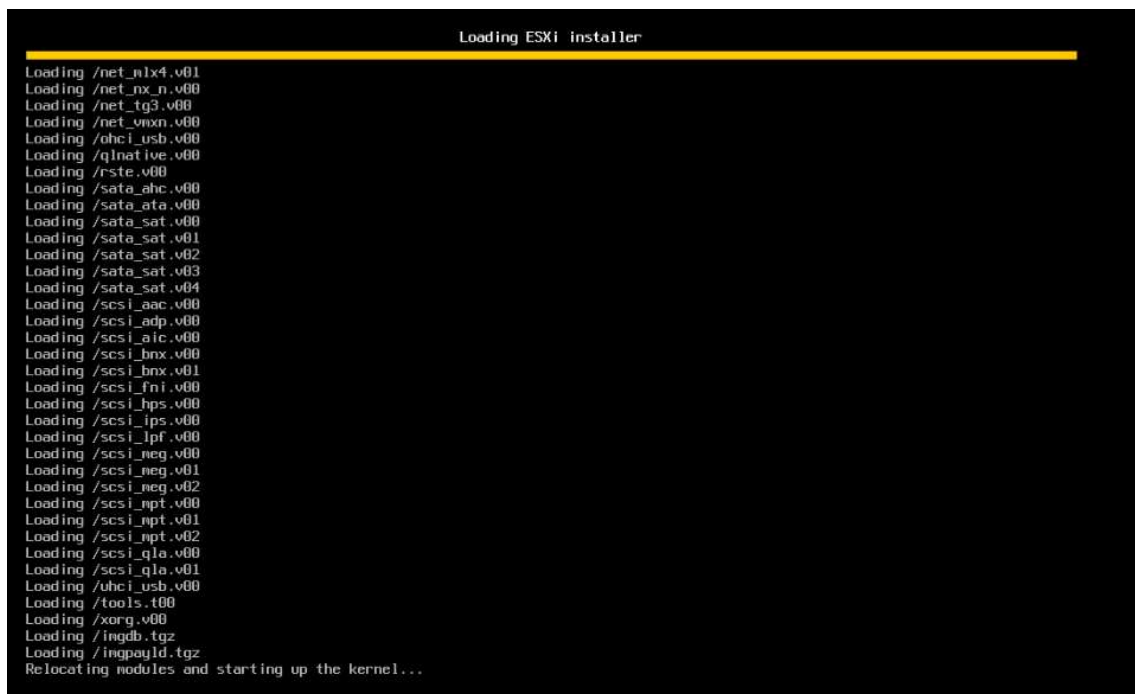 Loading ESXi installer
Loading /net_mlx4.v01
Loading /net_nx_n.v00
Loading /net_tg3.v00
Loading /net_vmxn.v00
Loading /ohci_usb.v00
Loading /qlnative.v00
Loading /rste.v00
Loading /sata_ahc.v00
Loading /sata_ata.v00
Loading /sata_sat.v00
Loading /sata_sat.v01
Loading /sata_sat.v02
Loading /sata_sat.v03
Loading /sata_sat.v04
Loading /scsi_aac.v00
Loading /scsi_adp.v00
Loading /scsi_aic.v00
Loading /scsi_bnx.v00
Loading /scsi_bnx.v01
Loading /scsi_fni.v00
Loading /scsi_hps.v00
Loading /scsi_ips.v00
Loading /scsi_lpf.v00
Loading /scsi_meg.v00
Loading /scsi_meg.v01
Loading /scsi_meg.v02
Loading /scsi_mpt.v00
Loading /scsi_mpt.v01
Loading /scsi_mpt.v02
Loading /scsi_qla.v00
Loading /scsi_qla.v01
Loading /uhci_usb.v00
Loading /tools.t00
Loading /xorg.v00
Loading /imgdb.tgz
Loading /imgpayld.tgz
Relocating modules and starting up the kernel...